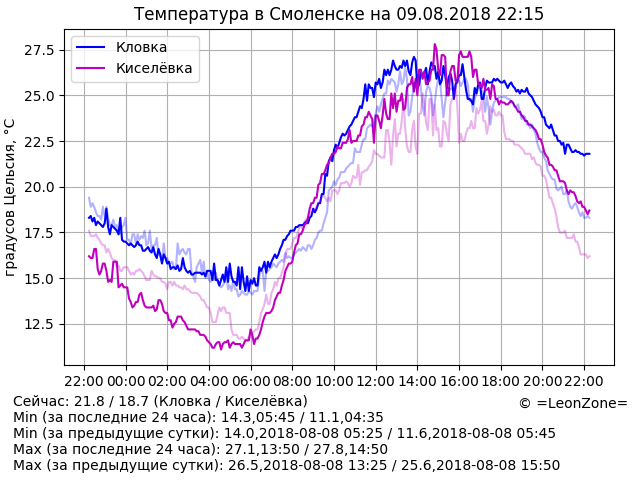 Температура в Смоленске на 09.08.2018 22:15
Кловка
Киселёвка
градусов Цельсия, °C
27.5
25.0
22.5
20.0
17.5
15.0
12.5
22:00 00:00 02:00 04:00 06:00 08:00 10:00 12:00 14:00 16:00 18:00 20:00 22:00
Сейчас: 21.8 / 18.7 (Кловка / Киселёвка)
© =LeonZone=
Min (за последние 24 часа): 14.3,05:45 / 11.1,04:35
Min (за предыдущие сутки): 14.0,2018-08-08 05:25 / 11.6,2018-08-08 05:45
Max (за последние 24 часа): 27.1,13:50 / 27.8,14:50
Max (за предыдущие сутки): 26.5,2018-08-08 13:25 / 25.6,2018-08-08 15:50